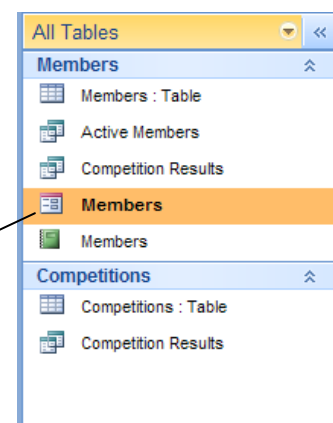 All Tables
Members
Members : Table
Active Members
Competition Results
Members
Members
Competitions
Competitions : Table
Competition Results